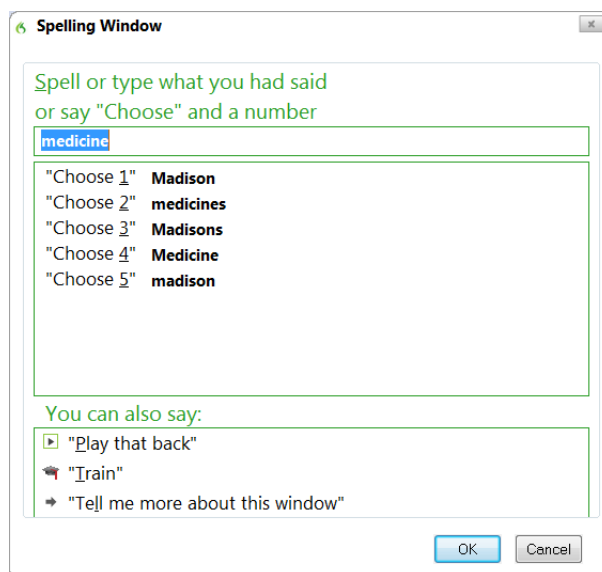 Spelling Window
Spell or type what you had said
or say "Choose" and a number
medicine
"Choose 1" Madison
"Choose 2" medicines
"Choose 3" Madisons
"Choose 4" Medicine
"Choose 5" madison
You can also say:
"Play that back"
"Train"
"Tell me more about this window"
OK Cancel